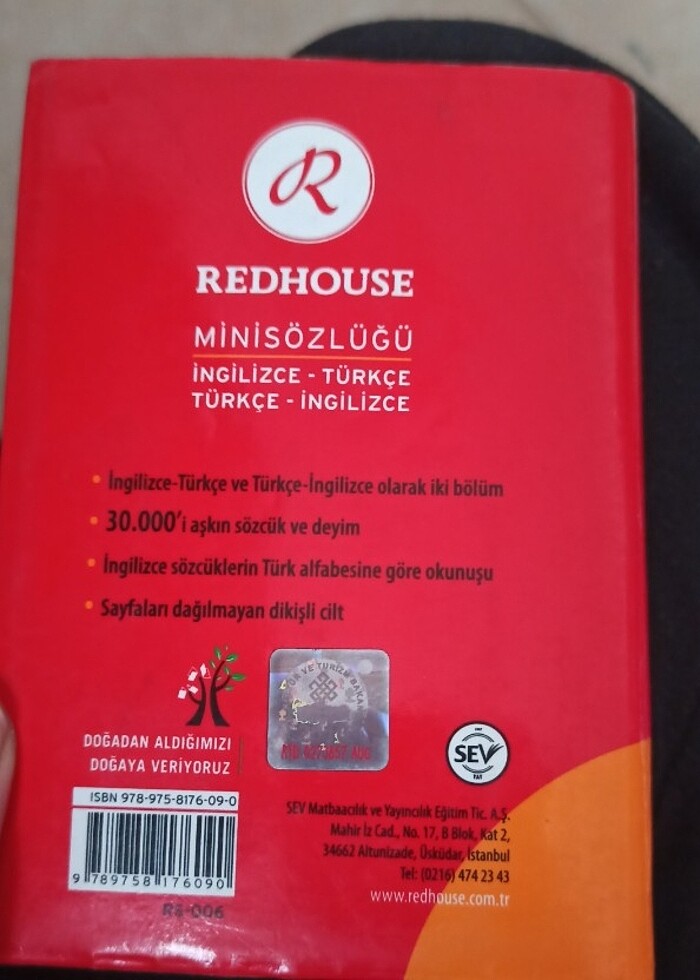 R
REDHOUSE
MİNİSÖZLÜĞÜ
İNGİLİZCE - TÜRKÇE
TÜRKÇE - İNGİLİZCE
• İngilizce-Türkçe ve Türkçe-İngilizce olarak iki bölüm
• 30.000'i aşkın sözcük ve deyim
• İngilizce sözcüklerin Türk alfabesine göre okunuşu
• Sayfaları dağılmayan dikişli cilt
DOĞADAN ALDIĞIMIZI
DOĞAYA VERİYORUZ
VE TURİZM BAKAN
SEV
ISBN 978-975-8176-09-0
9 789758 176090
RS-006
SEV Matbaacılık ve Yayıncılık Eğitim Tic. A.Ş.
Mahir İz Cad., No. 17, B Blok, Kat 2,
34662 Altunizade, Üsküdar, İstanbul
Tel: (0216) 474 23 43
www.redhouse.com.tr